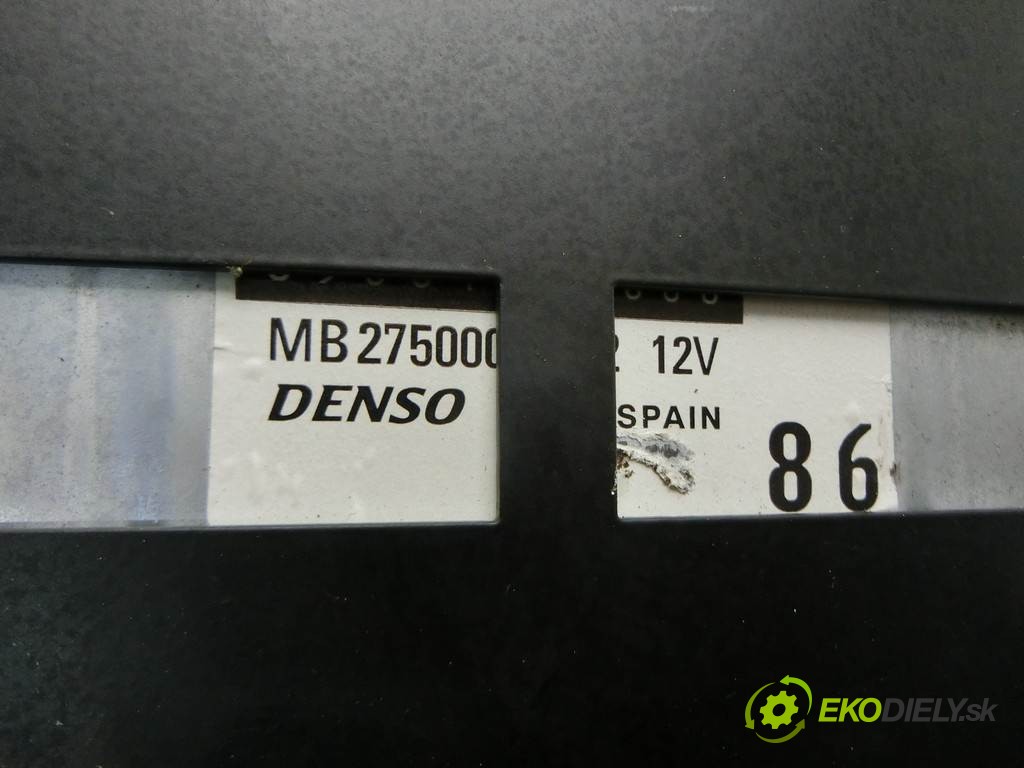 MB275000 12V
DENSO SPAIN
86
EKODIELY.sk